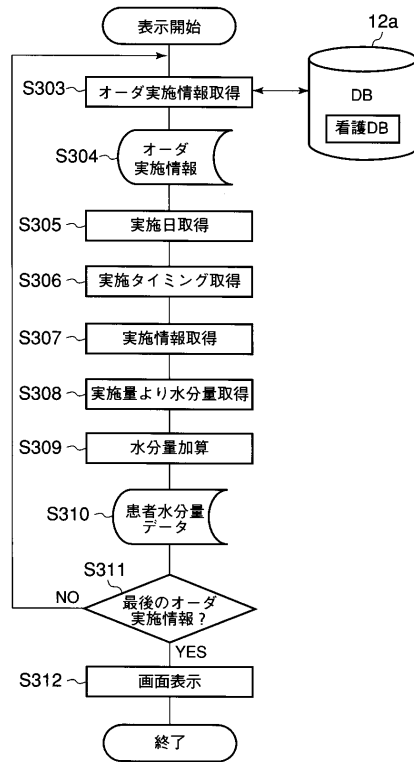 表示開始
12a
S303
オーダ実施情報取得
DB
看護DB
S304
オーダ
実施情報
S305
実施日取得
S306
実施タイミング取得
S307
実施情報取得
S308
実施量より水分量取得
S309
水分量加算
S310
患者水分量
データ
S311
NO
最後のオーダ
実施情報？
YES
S312
画面表示
終了